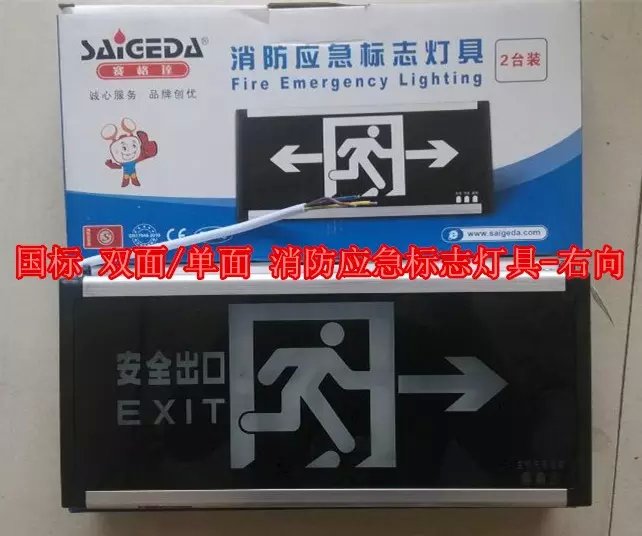 SAIGEDA®
赛格达
诚心服务 品牌创优
消防应急标志灯具
Fire Emergency Lighting
2台装
www.saigeda.com
国标 双面/单面 消防应急标志灯具-右向
安全出口
EXIT